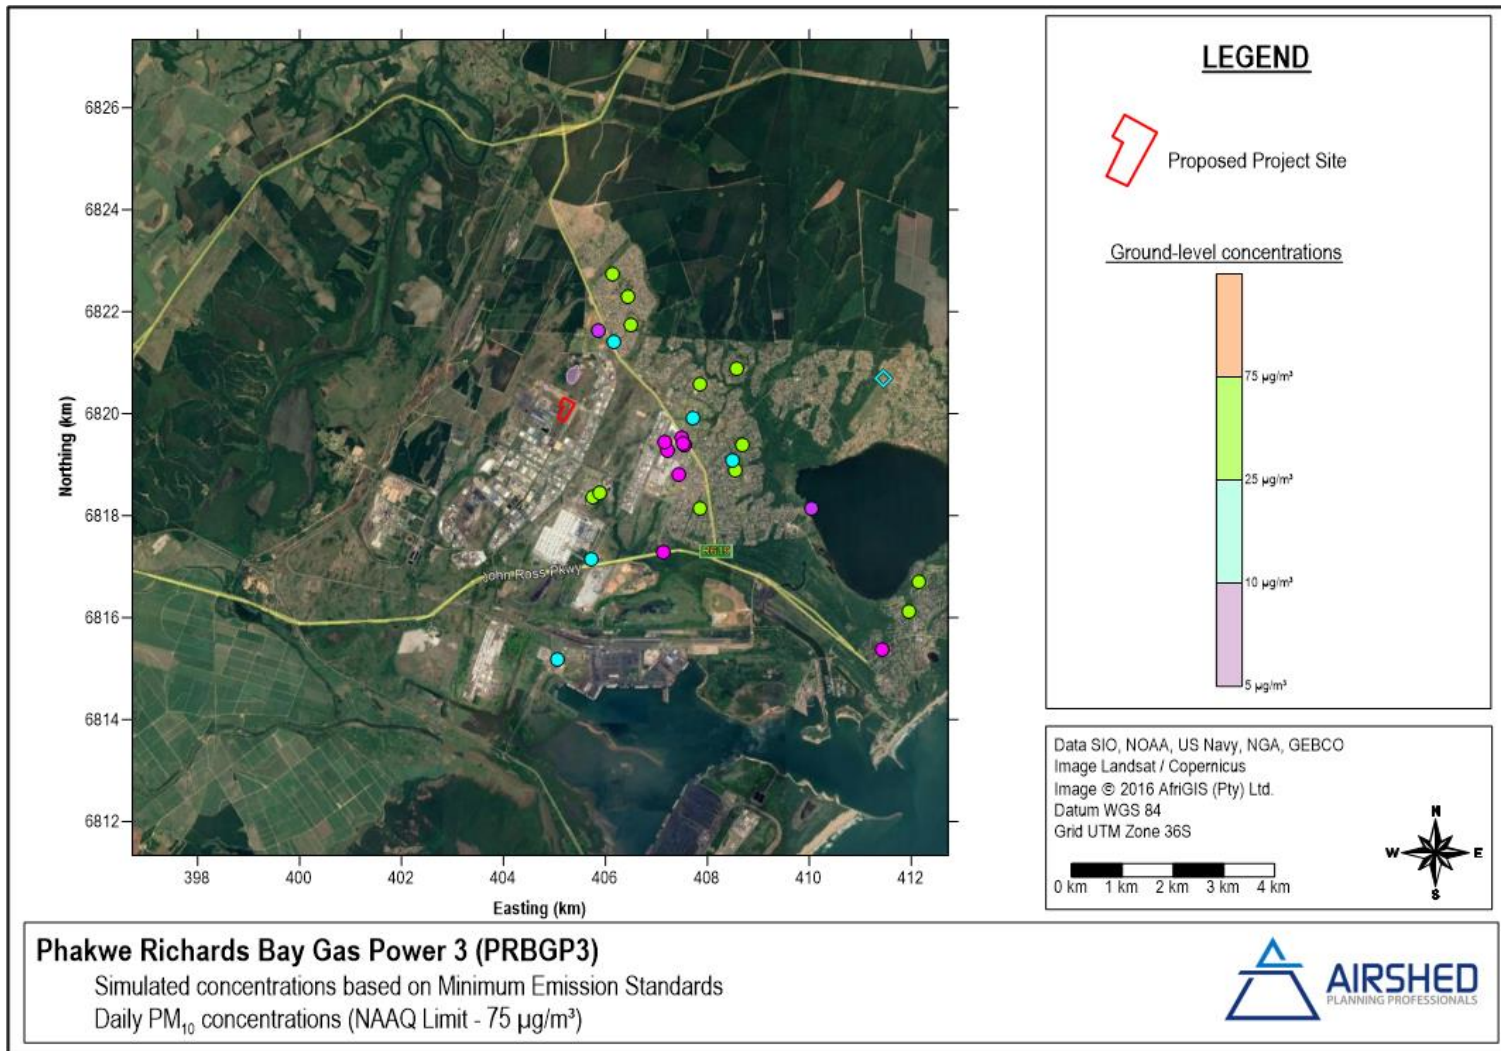 6826
6824
6822
6820
6818
6816
6814
6812
Northing (km)
John Ross Pkwy
398
400
402
404
406
408
410
412
Easting (km)
LEGEND
Proposed Project Site
Ground-level concentrations
75 µg/m³
25 µg/m³
10 µg/m³
5 µg/m³
Data SIO, NOAA, US Navy, NGA, GEBCO
Image Landsat / Copernicus
Image © 2016 AfriGIS (Pty) Ltd.
Datum WGS 84
Grid UTM Zone 36S
N
W E
S
0 km 1 km 2 km 3 km 4 km
Phakwe Richards Bay Gas Power 3 (PRBGP3)
Simulated concentrations based on Minimum Emission Standards
Daily PM₁₀ concentrations (NAAQ Limit - 75 µg/m³)
AIRSHED
PLANNING PROFESSIONALS